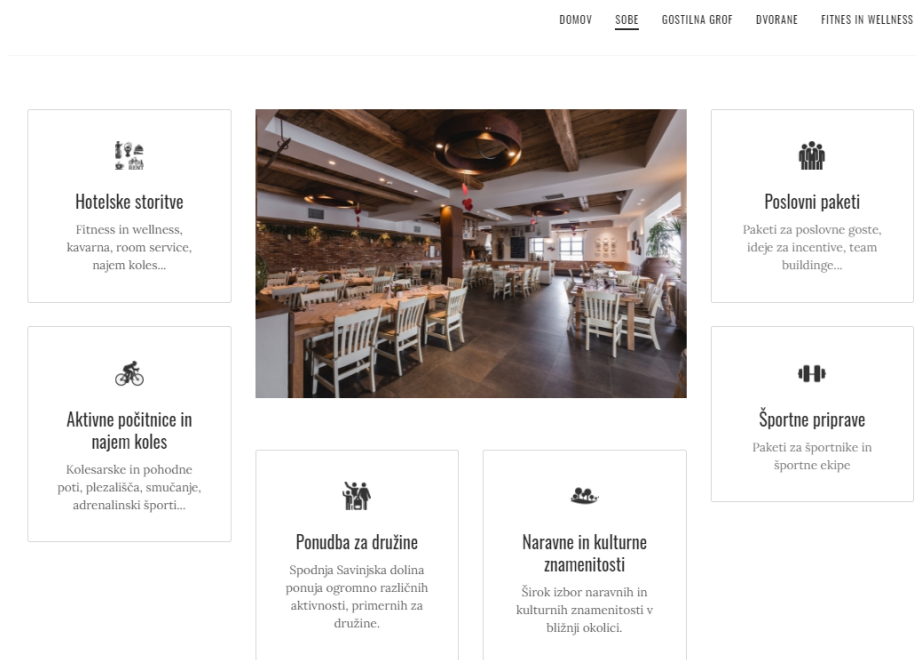 DOMOV SOBE GOSTILNA GROF DVORANE FITNES IN WELLNESS
Hotelske storitve
Fitness in wellness,
kavarna, room service,
najem koles...
Aktivne počitnice in
najem koles
Kolesarske in pohodne
poti, plezališča, smučanje,
adrenalinski športi...
Ponudba za družine
Spodnja Savinjska dolina
ponuja ogromno različnih
aktivnosti, primernih za
družine.
Naravne in kulturne
znamenitosti
Širok izbor naravnih in
kulturnih znamenitosti v
bližnji okolici.
Poslovni paketi
Paketi za poslovne goste,
ideje za incentive, team
buildinge...
Športne priprave
Paketi za športnike in
športne ekipe